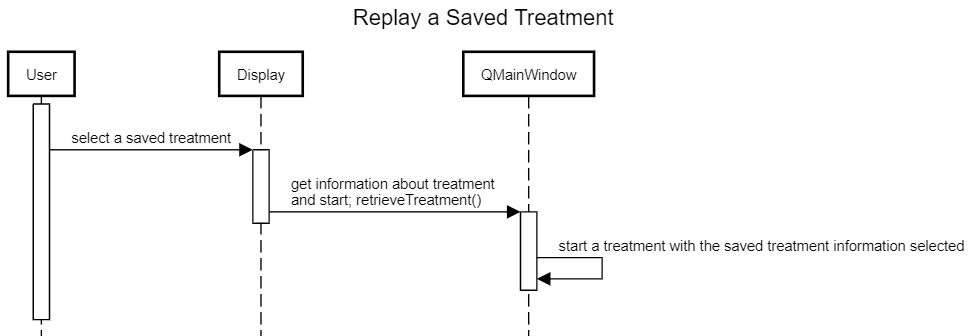 Replay a Saved Treatment
User
Display
QMainWindow
select a saved treatment
get information about treatment
and start; retrieveTreatment()
start a treatment with the saved treatment information selected